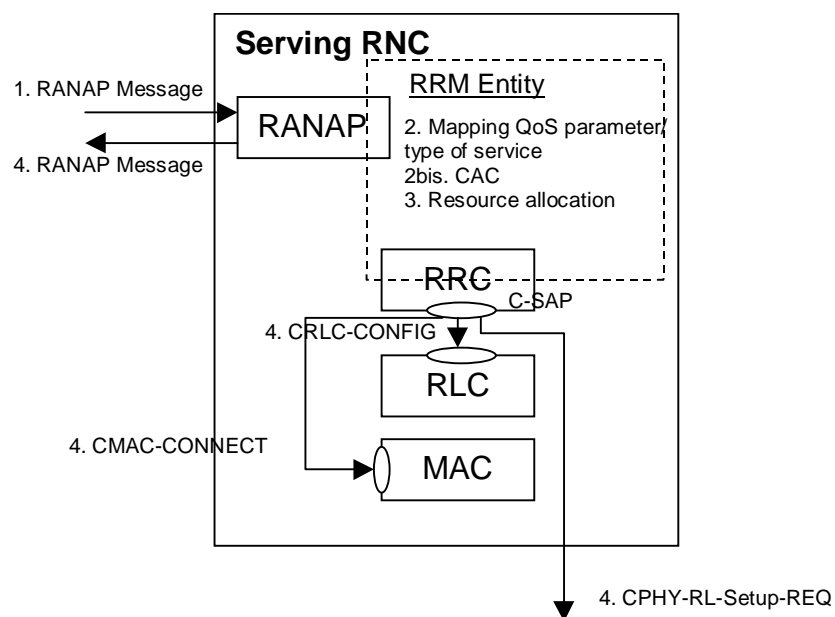 Serving RNC
RRM Entity
1. RANAP Message
RANAP
4. RANAP Message
2. Mapping QoS parameter/
type of service
2bis. CAC
3. Resource allocation
RRC
C-SAP
4. CRLC-CONFIG
RLC
4. CMAC-CONNECT
MAC
4. CPHY-RL-Setup-REQ